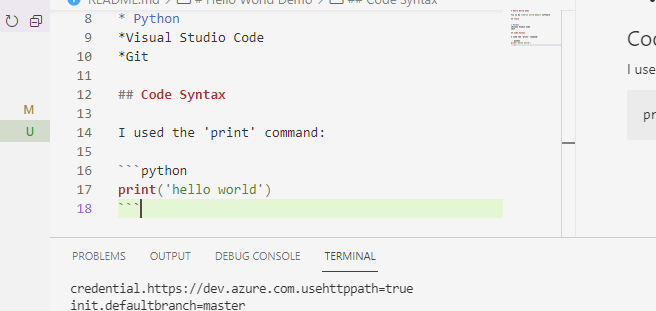 README.md > # Hello World Demo > ## Code Syntax
8 * Python
9 *Visual Studio Code
10 *Git
11
12 ## Code Syntax
13
14 I used the 'print' command:
15
16 ```python
17 print('hello world')
18 ```
M
U
Co
I use
pr
PROBLEMS OUTPUT DEBUG CONSOLE TERMINAL
credential.https://dev.azure.com.usehttppath=true
init.defaultbranch=master